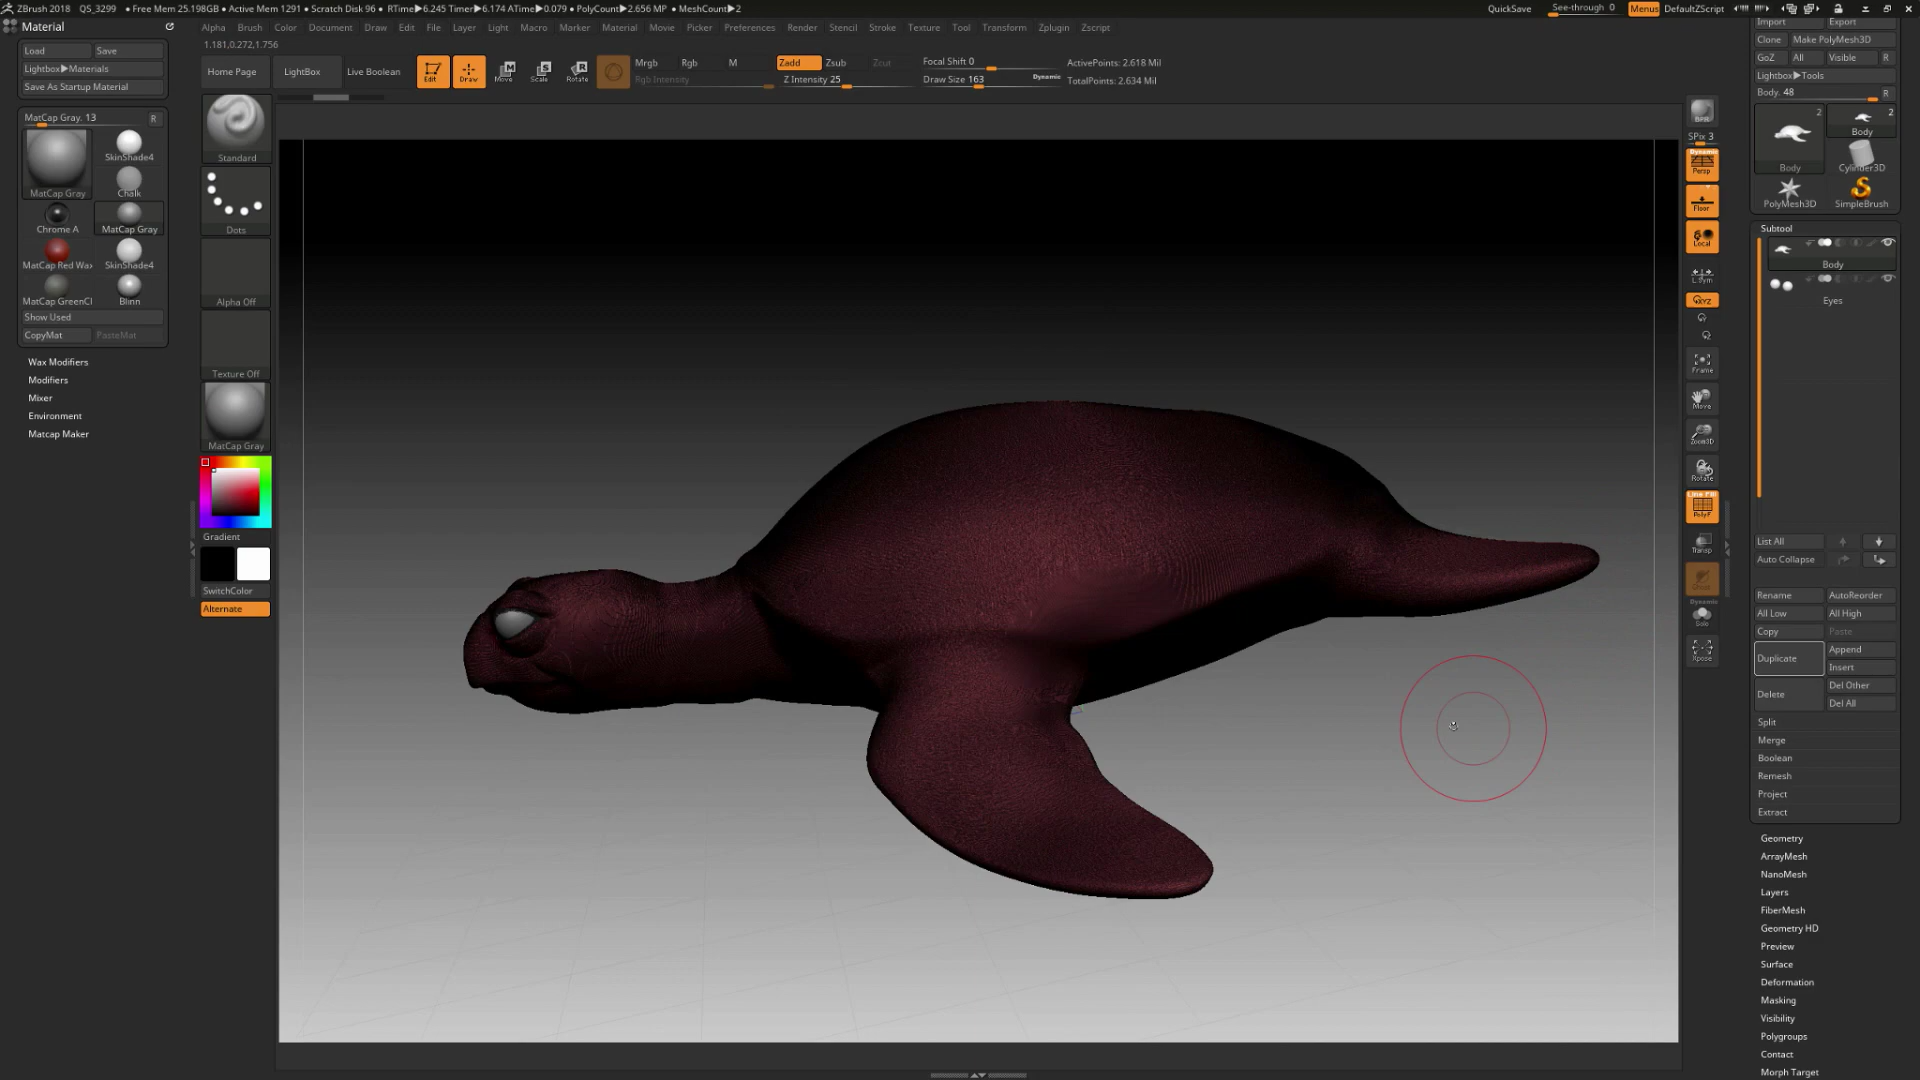 ZBrush 2018 QS_3299 • Free Mem 25.198GB • Active Mem 1291 • Scratch Disk 96 • RTime▶6.245 Timer▶6.174 ATime▶0.079 • PolyCount▶2.656 MP • MeshCount▶2
QuickSave See-through 0 Menus DefaultZScript
Material
Alpha Brush Color Document Draw Edit File Layer Light Macro Marker Material Movie Picker Preferences Render Stencil Stroke Texture Tool Transform Zplugin Zscript
1.181,0.272,1.756
Load Save
Lightbox▶Materials
Save As Startup Material
MatCap Gray. 13 R
MatCap Gray
SkinShade4
Chalk
Chrome A
MatCap Gray
MatCap Red Wax
SkinShade4
MatCap GreenCl
Blinn
Show Used
CopyMat PasteMat
Wax Modifiers
Modifiers
Mixer
Environment
Matcap Maker
Home Page LightBox Live Boolean
Edit Draw Move Scale Rotate
Mrgb Rgb M
Rgb Intensity
Zadd Zsub Zcut
Z Intensity 25
Focal Shift 0
Draw Size 163 Dynamic
ActivePoints: 2.618 Mil
TotalPoints: 2.634 Mil
Standard
Dots
Alpha Off
Texture Off
MatCap Gray
Gradient
SwitchColor
Alternate
BPR
SPix 3
Dynamic
Persp
Floor
Local
L.Sym
XYZ
Frame
Move
Zoom3D
Rotate
Line Fill
PolyF
Transp
Dynamic
Solo
Xpose
Import Export
Clone Make PolyMesh3D
GoZ All Visible R
Lightbox▶Tools
Body. 48 R
2
Body
2
Body
Cylinder3D
PolyMesh3D
SimpleBrush
Subtool
Body
Eyes
List All
Auto Collapse
Rename AutoReorder
All Low All High
Copy Paste
Duplicate Append
Insert
Delete Del Other
Del All
Split
Merge
Boolean
Remesh
Project
Extract
Geometry
ArrayMesh
NanoMesh
Layers
FiberMesh
Geometry HD
Preview
Surface
Deformation
Masking
Visibility
Polygroups
Contact
Morph Target